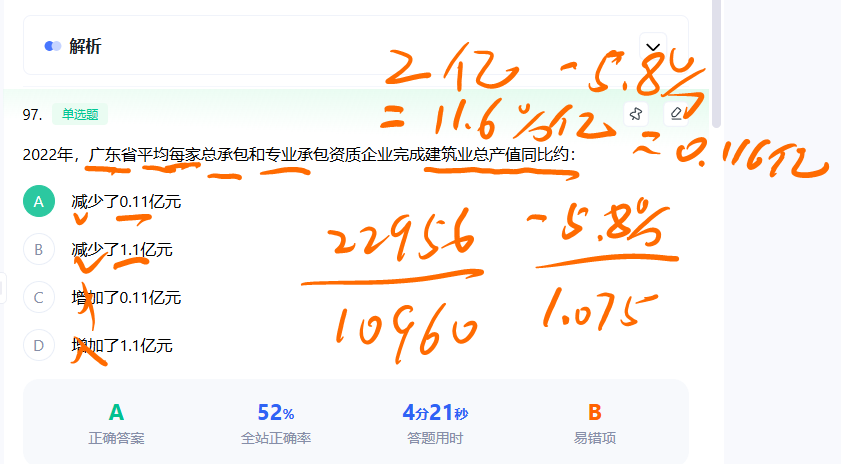 解析
2亿 -5.8%
= 11.6%亿 ≈ 0.116亿
97. 单选题
2022年，广东省平均每家总承包和专业承包资质企业完成建筑业总产值同比约：
A 减少了0.11亿元
B 减少了1.1亿元
C 增加了0.11亿元
D 增加了1.1亿元
22956 -5.8%
10960 1.075
A 52% 4分21秒 B
正确答案 全站正确率 答题用时 易错项